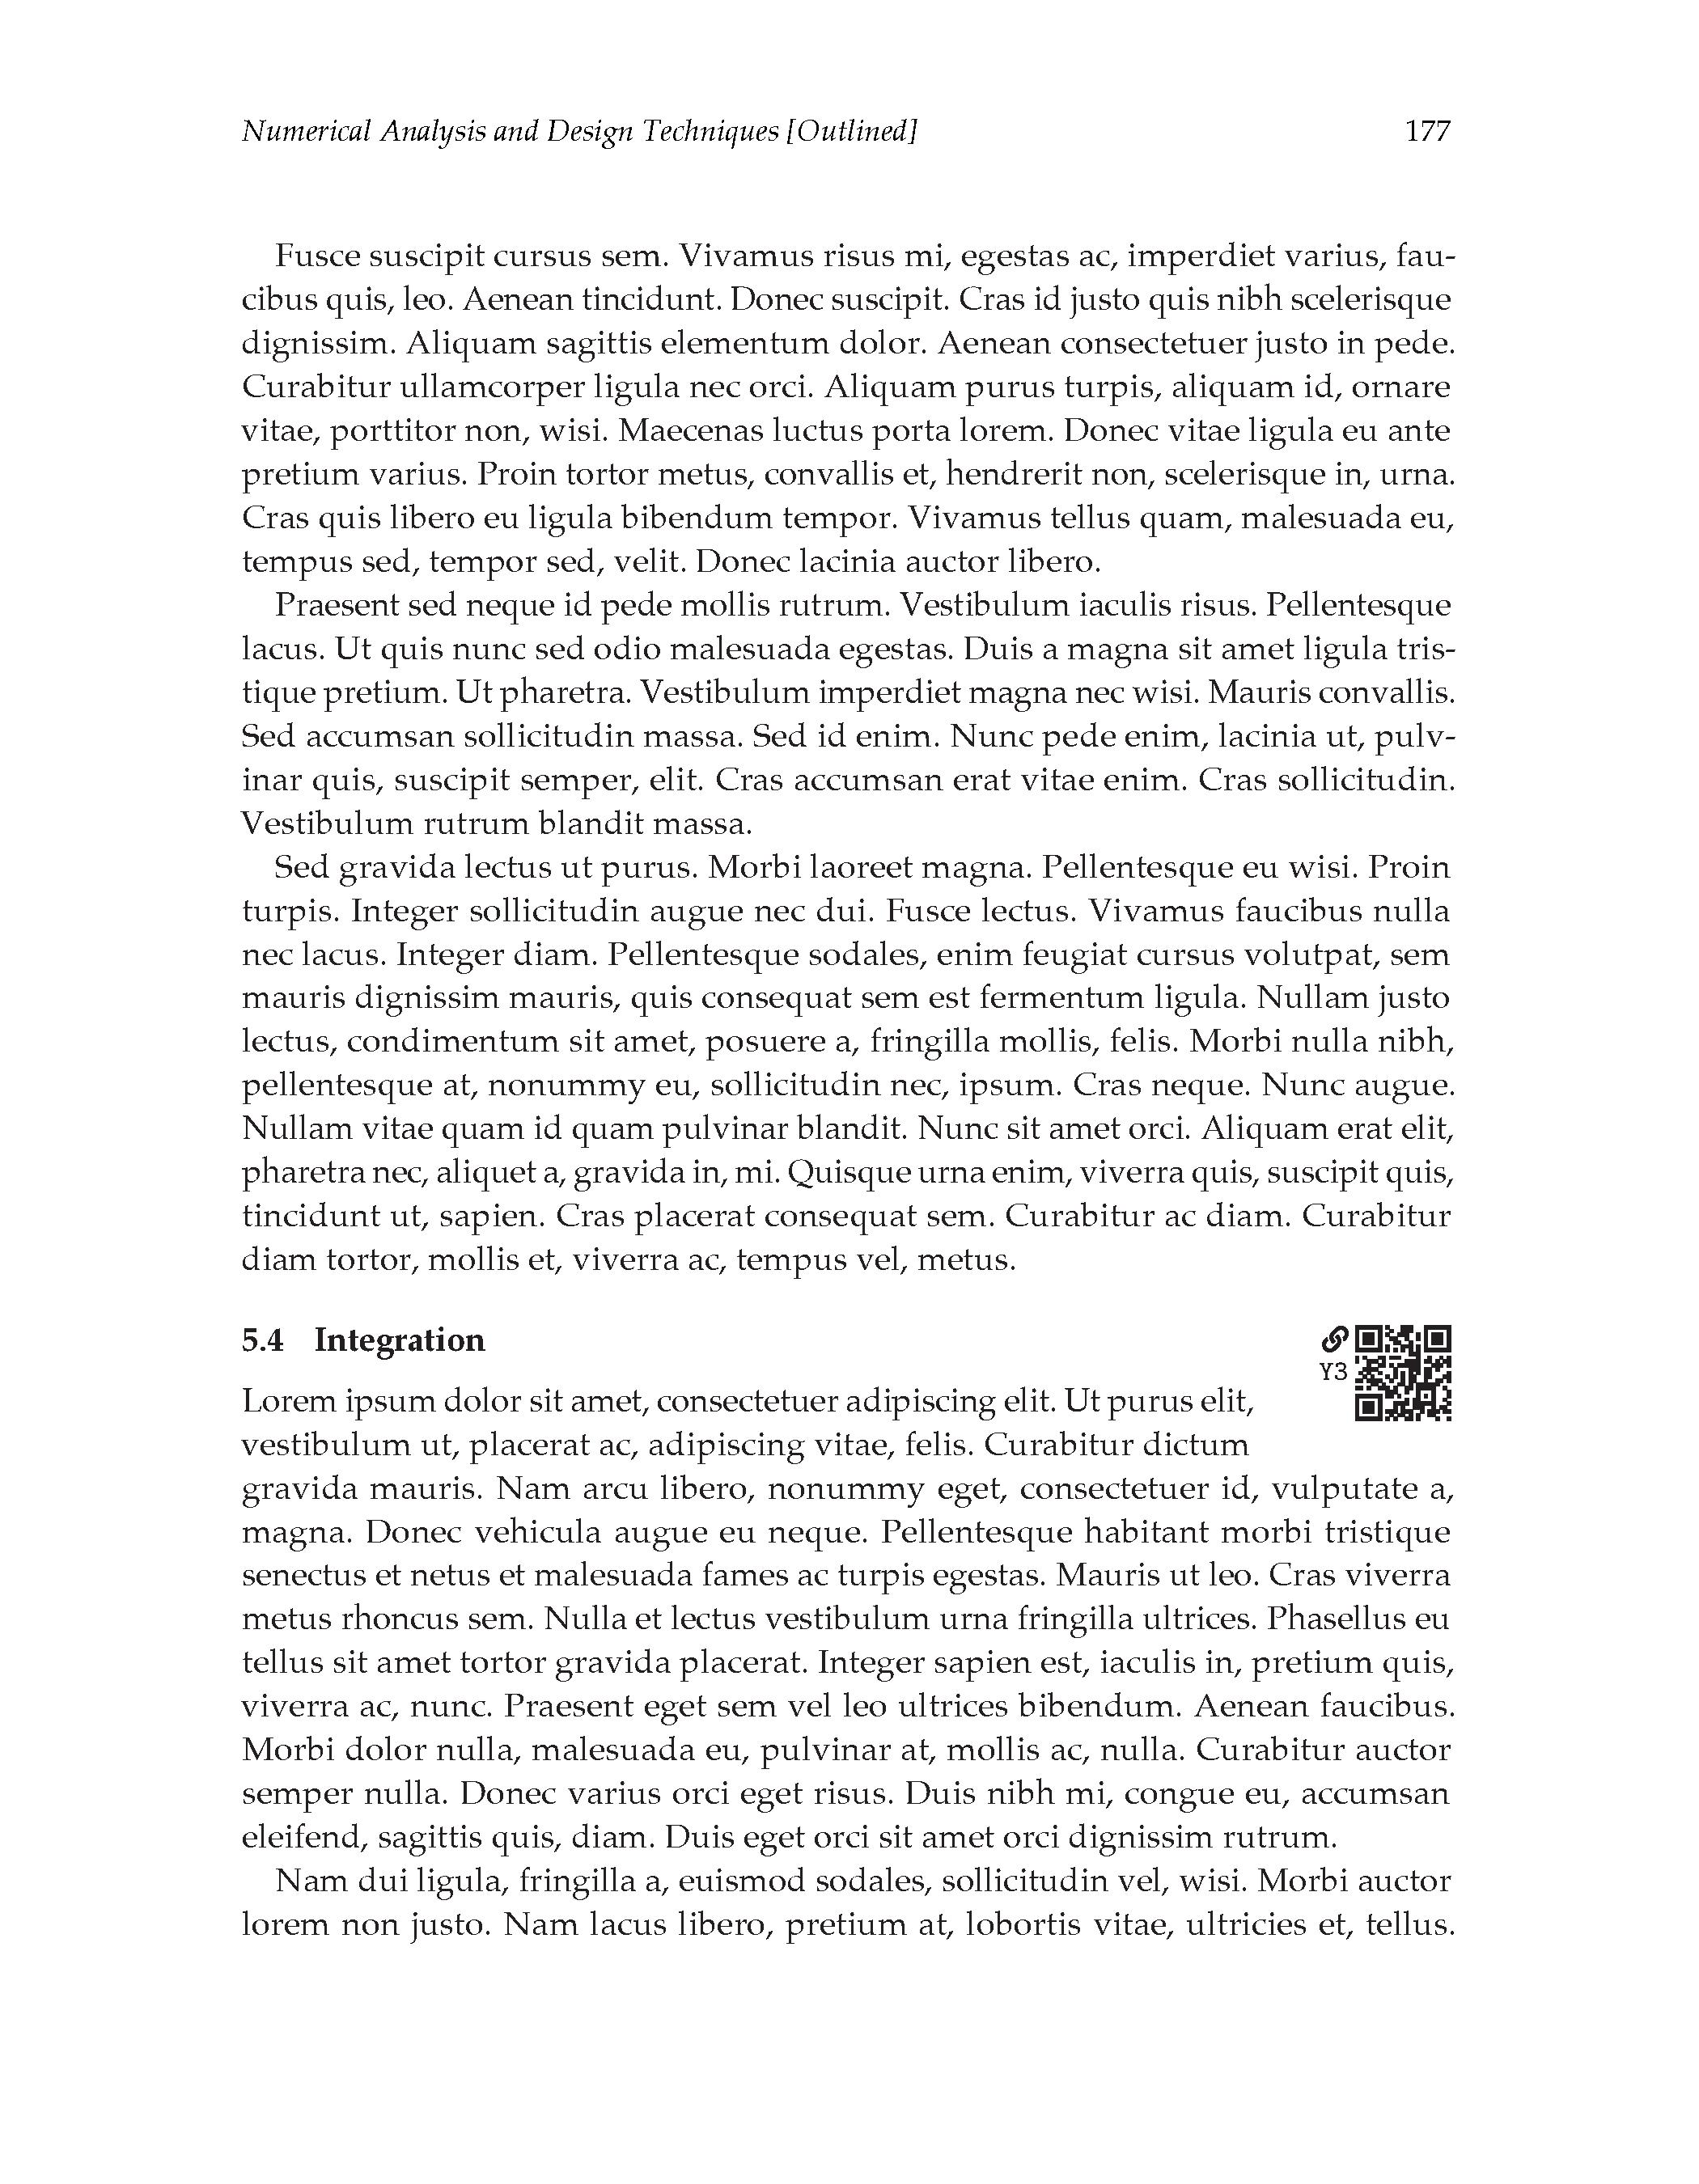 Numerical Analysis and Design Techniques [Outlined] 177
Fusce suscipit cursus sem. Vivamus risus mi, egestas ac, imperdiet varius, fau-
cibus quis, leo. Aenean tincidunt. Donec suscipit. Cras id justo quis nibh scelerisque
dignissim. Aliquam sagittis elementum dolor. Aenean consectetuer justo in pede.
Curabitur ullamcorper ligula nec orci. Aliquam purus turpis, aliquam id, ornare
vitae, porttitor non, wisi. Maecenas luctus porta lorem. Donec vitae ligula eu ante
pretium varius. Proin tortor metus, convallis et, hendrerit non, scelerisque in, urna.
Cras quis libero eu ligula bibendum tempor. Vivamus tellus quam, malesuada eu,
tempus sed, tempor sed, velit. Donec lacinia auctor libero.
Praesent sed neque id pede mollis rutrum. Vestibulum iaculis risus. Pellentesque
lacus. Ut quis nunc sed odio malesuada egestas. Duis a magna sit amet ligula tris-
tique pretium. Ut pharetra. Vestibulum imperdiet magna nec wisi. Mauris convallis.
Sed accumsan sollicitudin massa. Sed id enim. Nunc pede enim, lacinia ut, pulv-
inar quis, suscipit semper, elit. Cras accumsan erat vitae enim. Cras sollicitudin.
Vestibulum rutrum blandit massa.
Sed gravida lectus ut purus. Morbi laoreet magna. Pellentesque eu wisi. Proin
turpis. Integer sollicitudin augue nec dui. Fusce lectus. Vivamus faucibus nulla
nec lacus. Integer diam. Pellentesque sodales, enim feugiat cursus volutpat, sem
mauris dignissim mauris, quis consequat sem est fermentum ligula. Nullam justo
lectus, condimentum sit amet, posuere a, fringilla mollis, felis. Morbi nulla nibh,
pellentesque at, nonummy eu, sollicitudin nec, ipsum. Cras neque. Nunc augue.
Nullam vitae quam id quam pulvinar blandit. Nunc sit amet orci. Aliquam erat elit,
pharetra nec, aliquet a, gravida in, mi. Quisque urna enim, viverra quis, suscipit quis,
tincidunt ut, sapien. Cras placerat consequat sem. Curabitur ac diam. Curabitur
diam tortor, mollis et, viverra ac, tempus vel, metus.
5.4 Integration
Y3
Lorem ipsum dolor sit amet, consectetuer adipiscing elit. Ut purus elit,
vestibulum ut, placerat ac, adipiscing vitae, felis. Curabitur dictum
gravida mauris. Nam arcu libero, nonummy eget, consectetuer id, vulputate a,
magna. Donec vehicula augue eu neque. Pellentesque habitant morbi tristique
senectus et netus et malesuada fames ac turpis egestas. Mauris ut leo. Cras viverra
metus rhoncus sem. Nulla et lectus vestibulum urna fringilla ultrices. Phasellus eu
tellus sit amet tortor gravida placerat. Integer sapien est, iaculis in, pretium quis,
viverra ac, nunc. Praesent eget sem vel leo ultrices bibendum. Aenean faucibus.
Morbi dolor nulla, malesuada eu, pulvinar at, mollis ac, nulla. Curabitur auctor
semper nulla. Donec varius orci eget risus. Duis nibh mi, congue eu, accumsan
eleifend, sagittis quis, diam. Duis eget orci sit amet orci dignissim rutrum.
Nam dui ligula, fringilla a, euismod sodales, sollicitudin vel, wisi. Morbi auctor
lorem non justo. Nam lacus libero, pretium at, lobortis vitae, ultricies et, tellus.